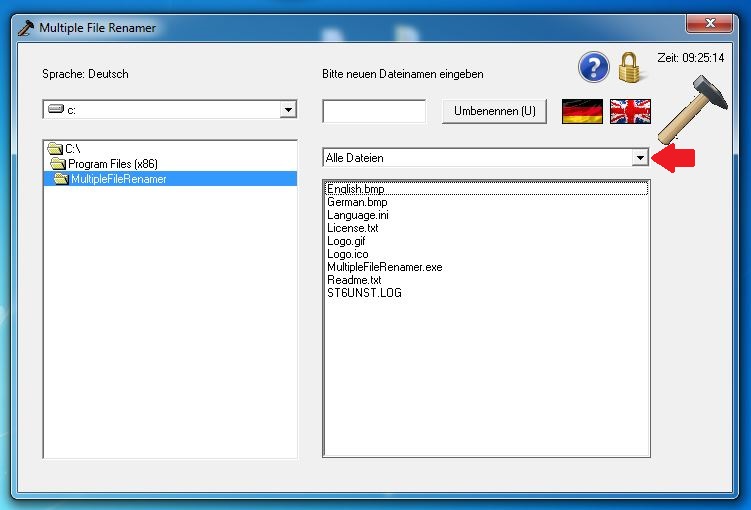 Multiple File Renamer
Sprache: Deutsch
Bitte neuen Dateinamen eingeben
Zeit: 09:25:14
c:
Umbenennen (U)
C:\
Program Files (x86)
MultipleFileRenamer
Alle Dateien
English.bmp
German.bmp
Language.ini
License.txt
Logo.gif
Logo.ico
MultipleFileRenamer.exe
Readme.txt
ST6UNST.LOG